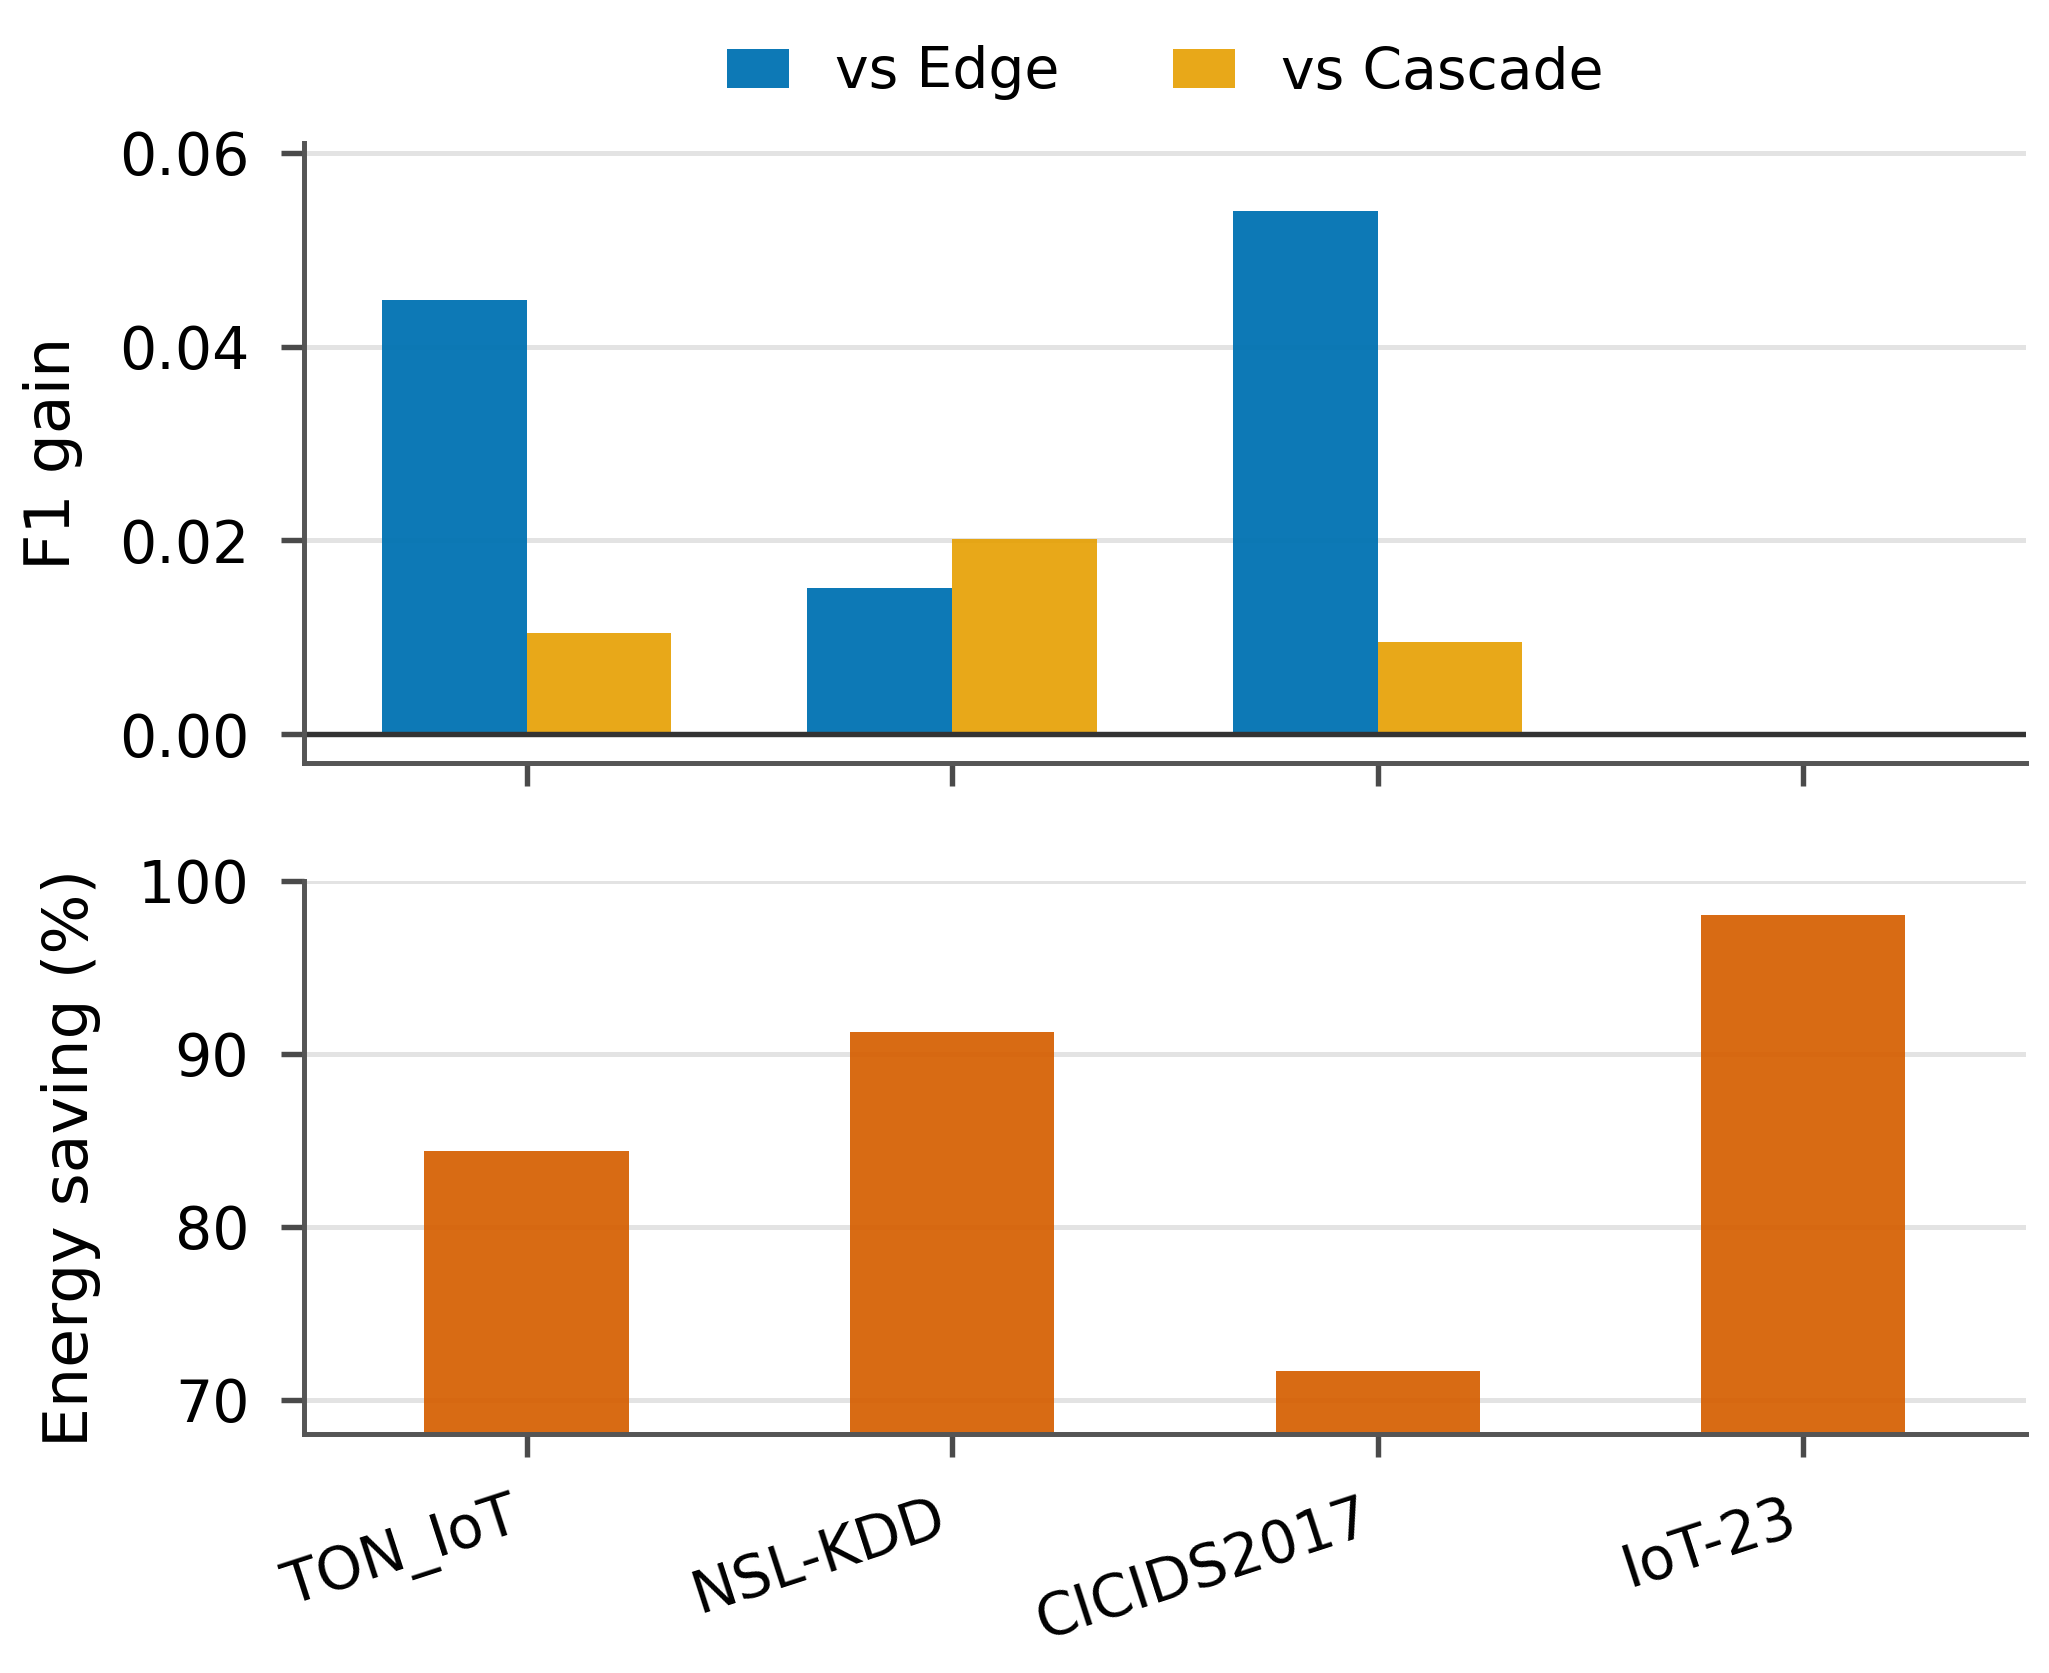 vs Edge vs Cascade
F1 gain
0.06
0.04
0.02
0.00
Energy saving (%)
100
90
80
70
TON_IoT NSL-KDD CICIDS2017 IoT-23